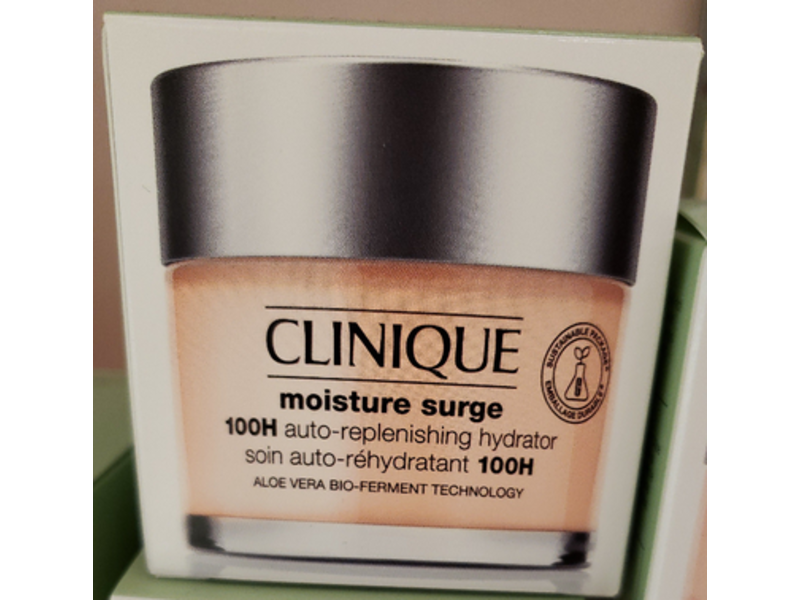 CLINIQUE
moisture surge
100H auto-replenishing hydrator
soin auto-réhydratant 100H
ALOE VERA BIO-FERMENT TECHNOLOGY
SUSTAINABLE PACKAGE
EMBALLAGE DURABLE